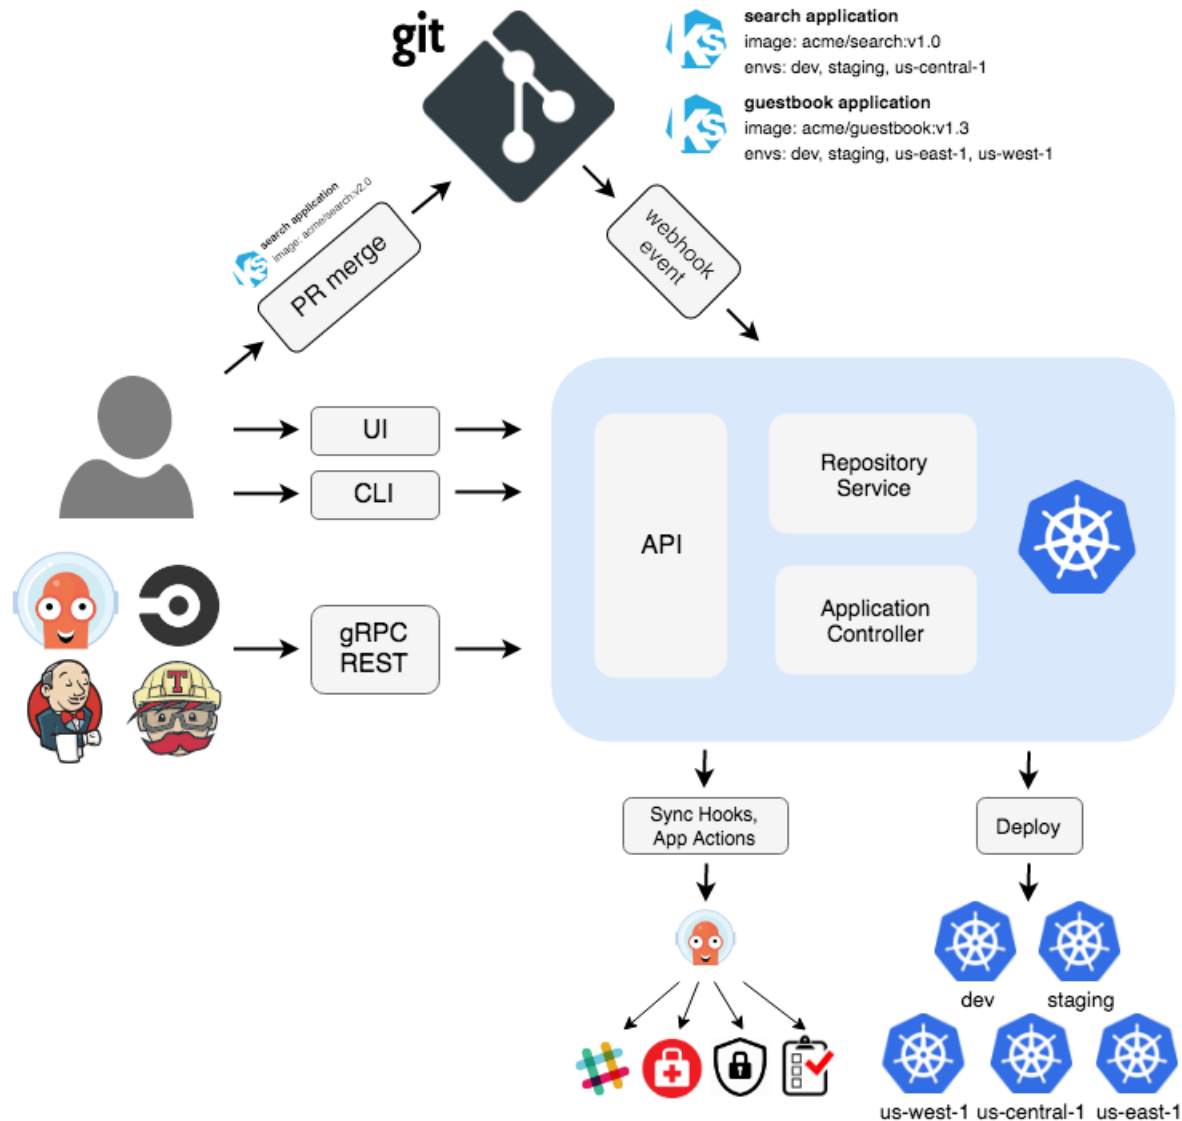 git
Ks
search application
image: acme/search:v1.0
envs: dev, staging, us-central-1
Ks
guestbook application
image: acme/guestbook:v1.3
envs: dev, staging, us-east-1, us-west-1
Ks
search application
image: acme/search:v2.0
PR merge
webhook
event
UI
CLI
gRPC
REST
T
API
Repository
Service
Application
Controller
Sync Hooks,
App Actions
Deploy
dev
staging
us-west-1
us-central-1
us-east-1